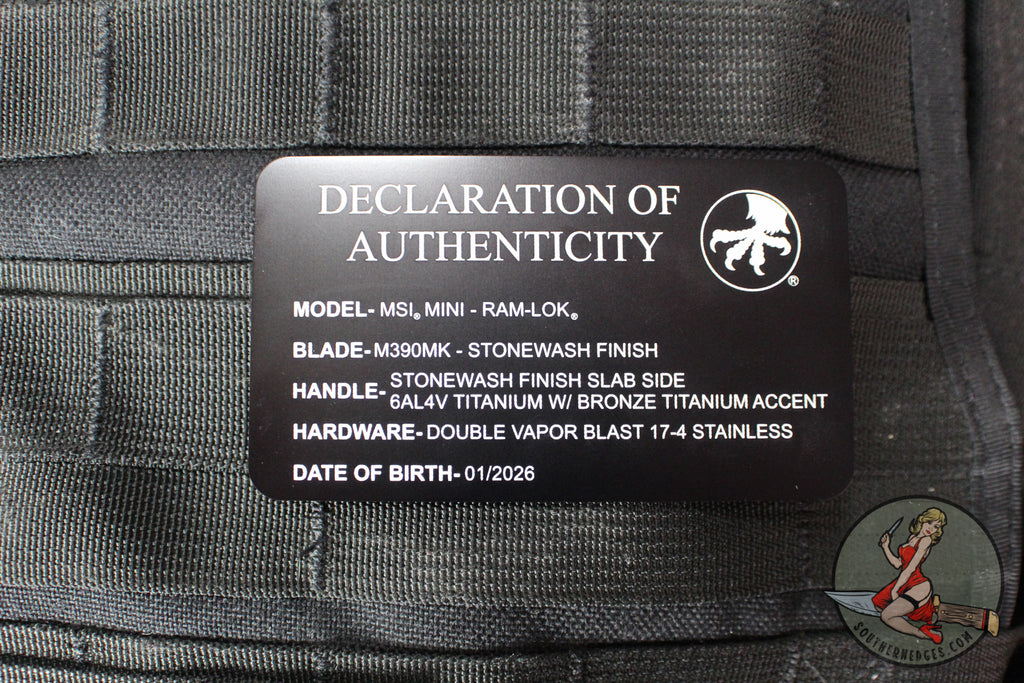 DECLARATION OF
AUTHENTICITY
®
MODEL- MSI® MINI - RAM-LOK®
BLADE- M390MK - STONEWASH FINISH
HANDLE- STONEWASH FINISH SLAB SIDE
6AL4V TITANIUM W/ BRONZE TITANIUM ACCENT
HARDWARE- DOUBLE VAPOR BLAST 17-4 STAINLESS
DATE OF BIRTH- 01/2026
SOUTHERNEDGES.COM